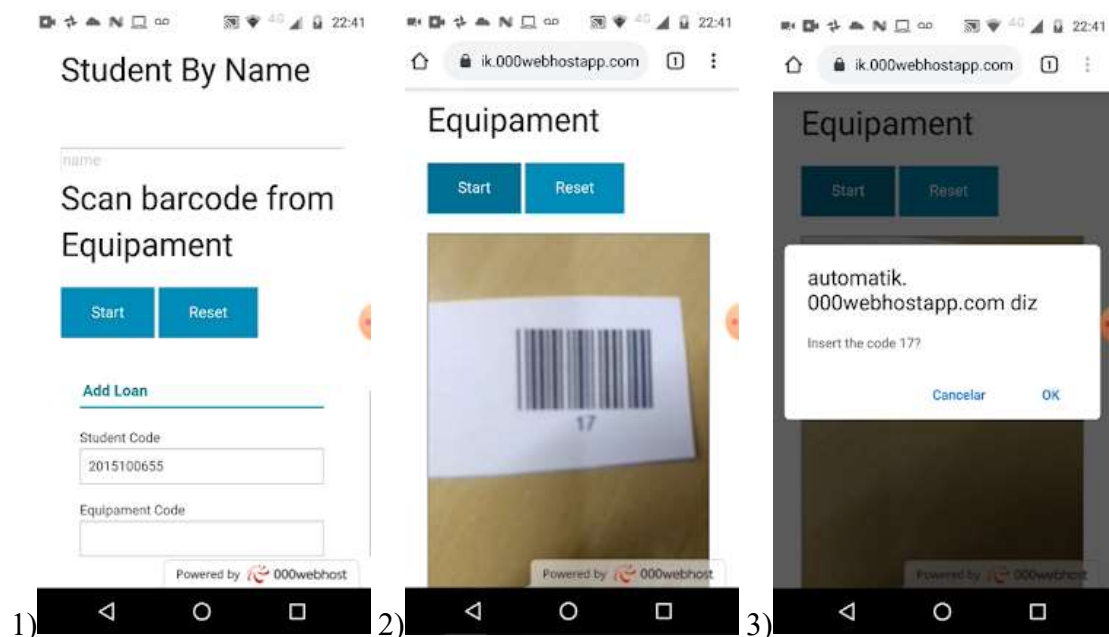 22:41
Student By Name
name
Scan barcode from
Equipament
Start Reset
Add Loan
Student Code
2015100655
Equipament Code
Powered by 000webhost
1)
4G 22:41
ik.000webhostapp.com 1
Equipament
Start Reset
17
Powered by 000webhost
2)
4G 22:41
ik.000webhostapp.com 1
Equipament
Start Reset
automatik.
000webhostapp.com diz
Insert the code 17?
Cancelar OK
Powered by 000webhost
3)